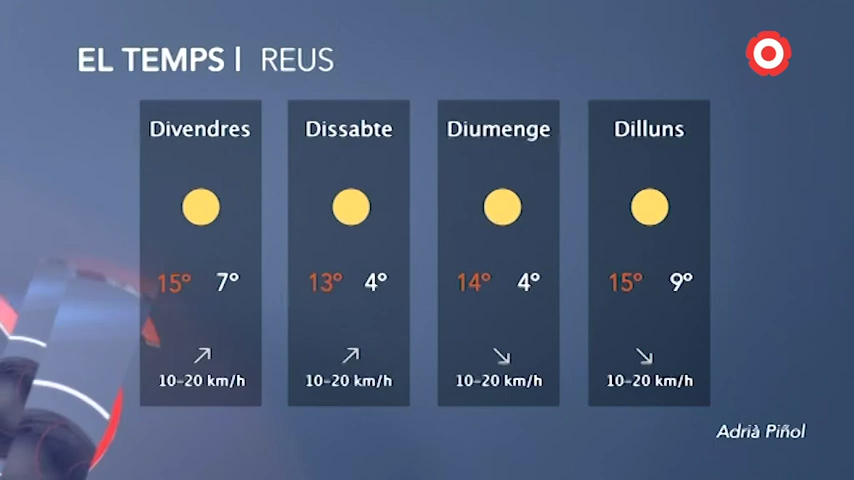 EL TEMPS | REUS
Divendres
15° 7°
10-20 km/h
Dissabte
13° 4°
10-20 km/h
Diumenge
14° 4°
10-20 km/h
Dilluns
15° 9°
10-20 km/h
Adrià Piñol